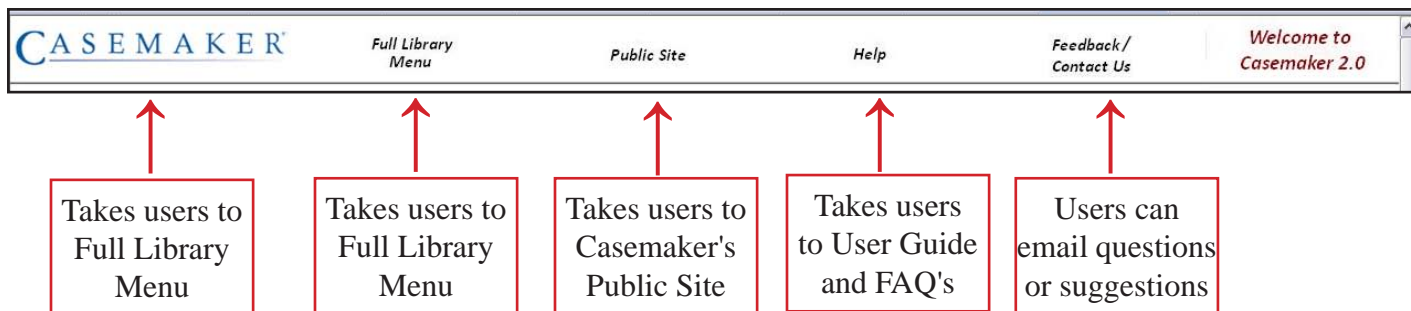 CASEMAKER®
Full Library
Menu
Public Site
Help
Feedback/
Contact Us
Welcome to
Casemaker 2.0
Takes users to
Full Library
Menu
Takes users to
Full Library
Menu
Takes users to
Casemaker's
Public Site
Takes users
to User Guide
and FAQ's
Users can
email questions
or suggestions